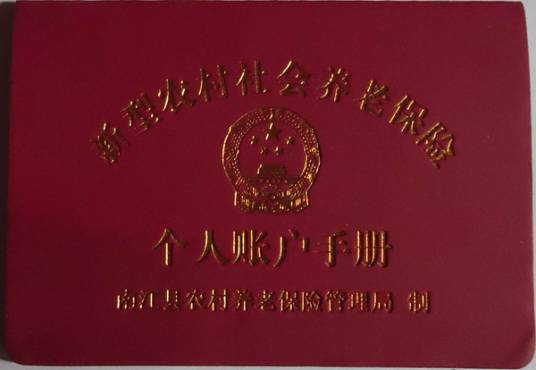 新型农村社会养老保险
个人账户手册
南江县农村养老保险管理局 制